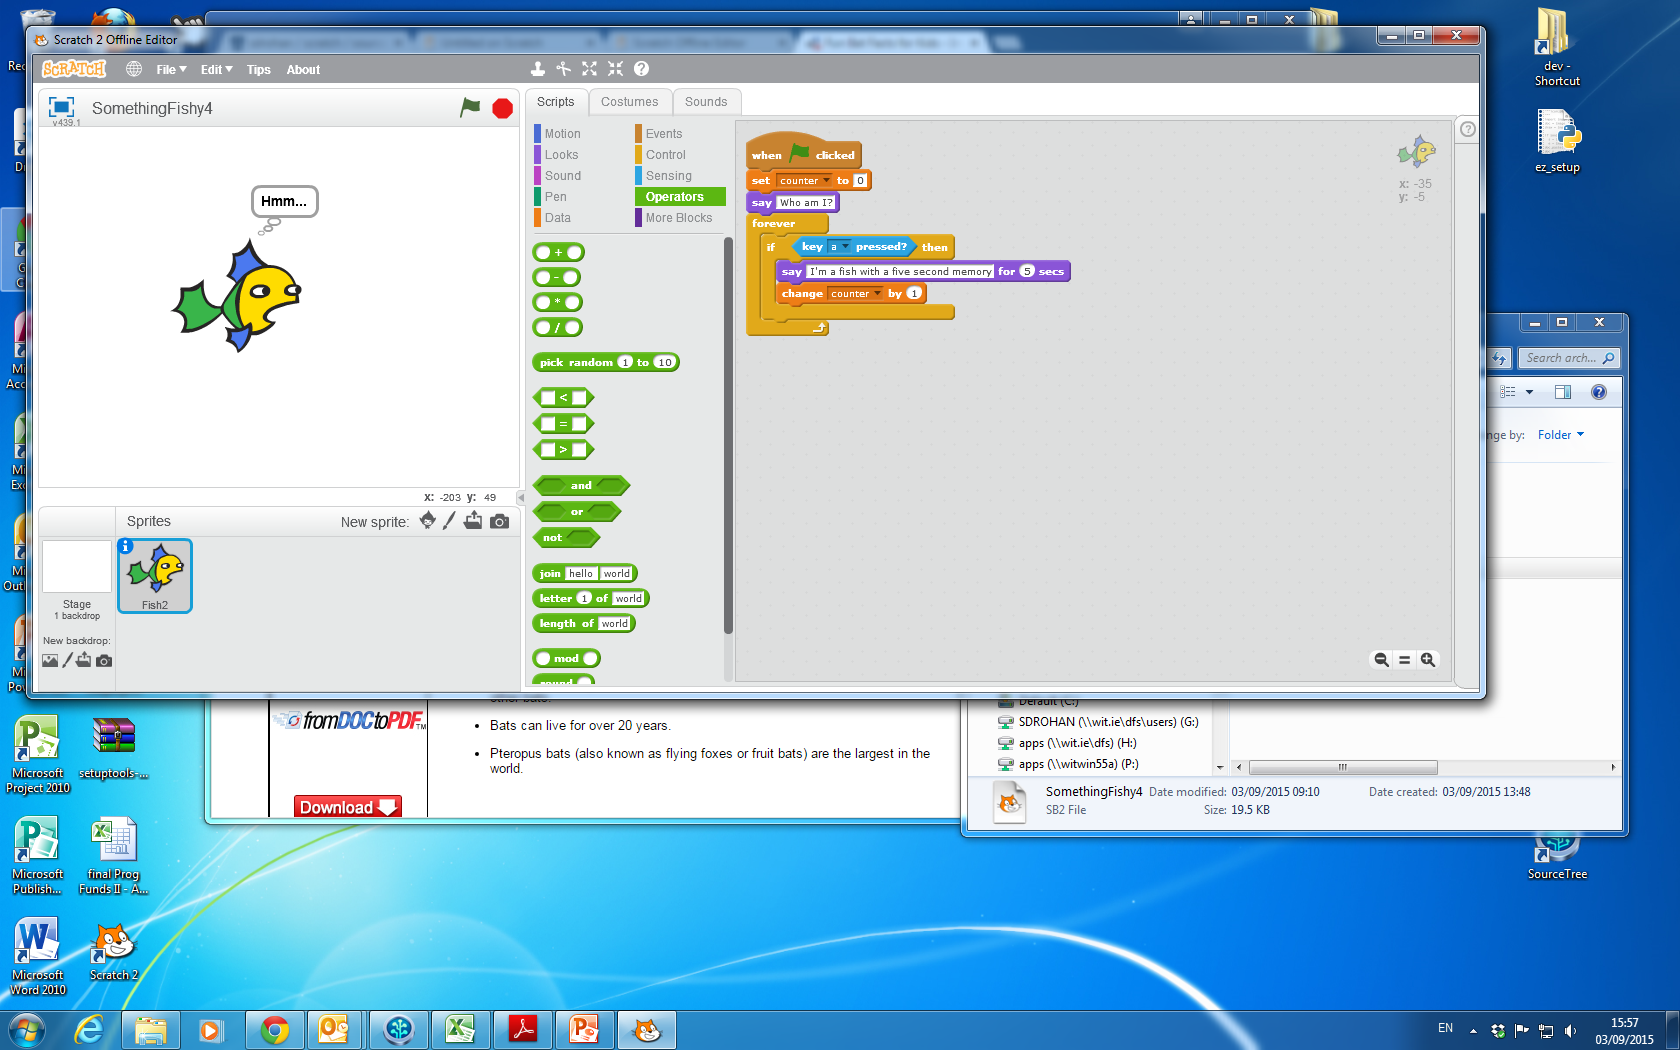 Scratch 2 Offline Editor
SCRATCH File Edit Tips About
v439.1
SomethingFishy4
Scripts Costumes Sounds
Hmm...
Motion Events
Looks Control
Sound Sensing
Pen Operators
Data More Blocks
+
-
*
/
pick random 1 to 10
<
=
>
and
or
not
join hello world
letter 1 of world
length of world
mod
round
when clicked
set counter to 0
say Who am I?
forever
if key a pressed? then
say I'm a fish with a five second memory for 5 secs
change counter by 1
x: -35
y: -5
x: -203 y: 49
Sprites New sprite:
Stage
1 backdrop
New backdrop:
Fish2
Search arch...
Folder
fromDOCtoPDF TM
Download
other bats.
• Bats can live for over 20 years.
• Pteropus bats (also known as flying foxes or fruit bats) are the largest in the
world.
Default (C:)
SDROHAN (\\wit.ie\dfs\users) (G:)
apps (\\wit.ie\dfs) (H:)
apps (\\witwin55a) (P:)
SomethingFishy4 Date modified: 03/09/2015 09:10 Date created: 03/09/2015 13:48
SB2 File Size: 19.5 KB
dev -
Shortcut
ez_setup
SourceTree
Microsoft
Project 2010
setuptools-...
Microsoft
Publish...
final Prog
Funds II - A...
Microsoft
Word 2010
Scratch 2
EN
15:57
03/09/2015